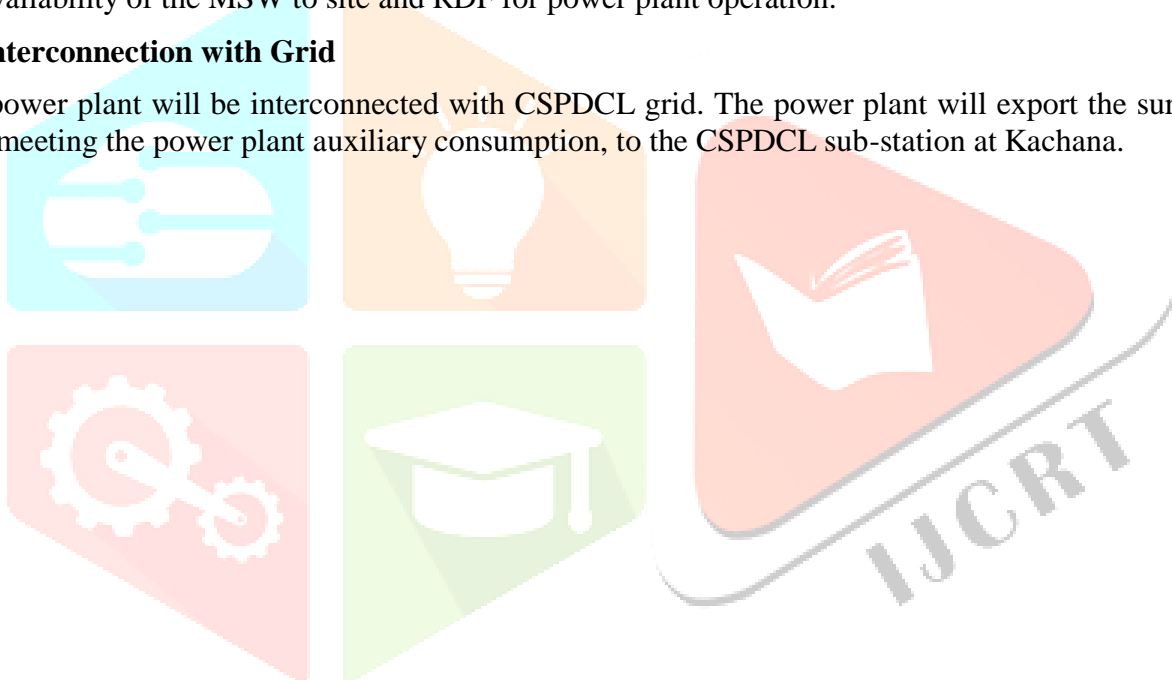 vailability of the MSW to site and RDF for power plant operation.
nterconnection with Grid
power plant will be interconnected with CSPDCL grid. The power plant will export the sur
meeting the power plant auxiliary consumption, to the CSPDCL sub-station at Kachana.
IJCRT